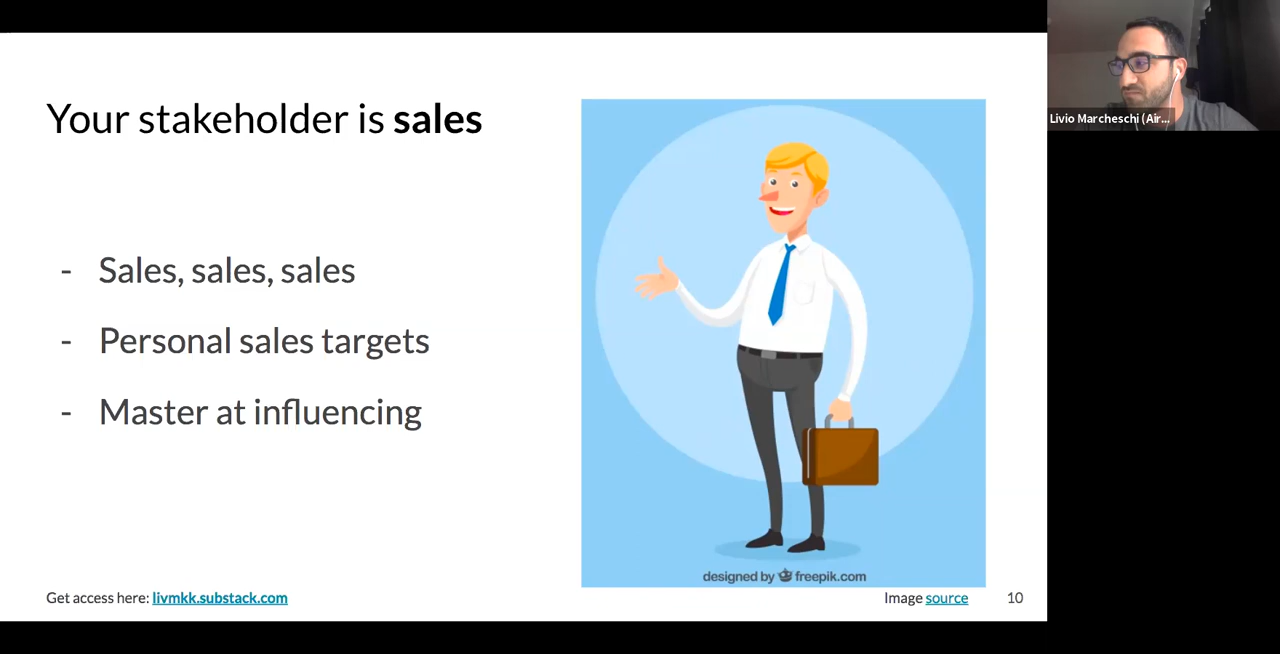 Your stakeholder is sales
- Sales, sales, sales
- Personal sales targets
- Master at influencing
designed by freepik.com
Get access here: livmkk.substack.com
Image source
10
Livio Marcheschi (Air...